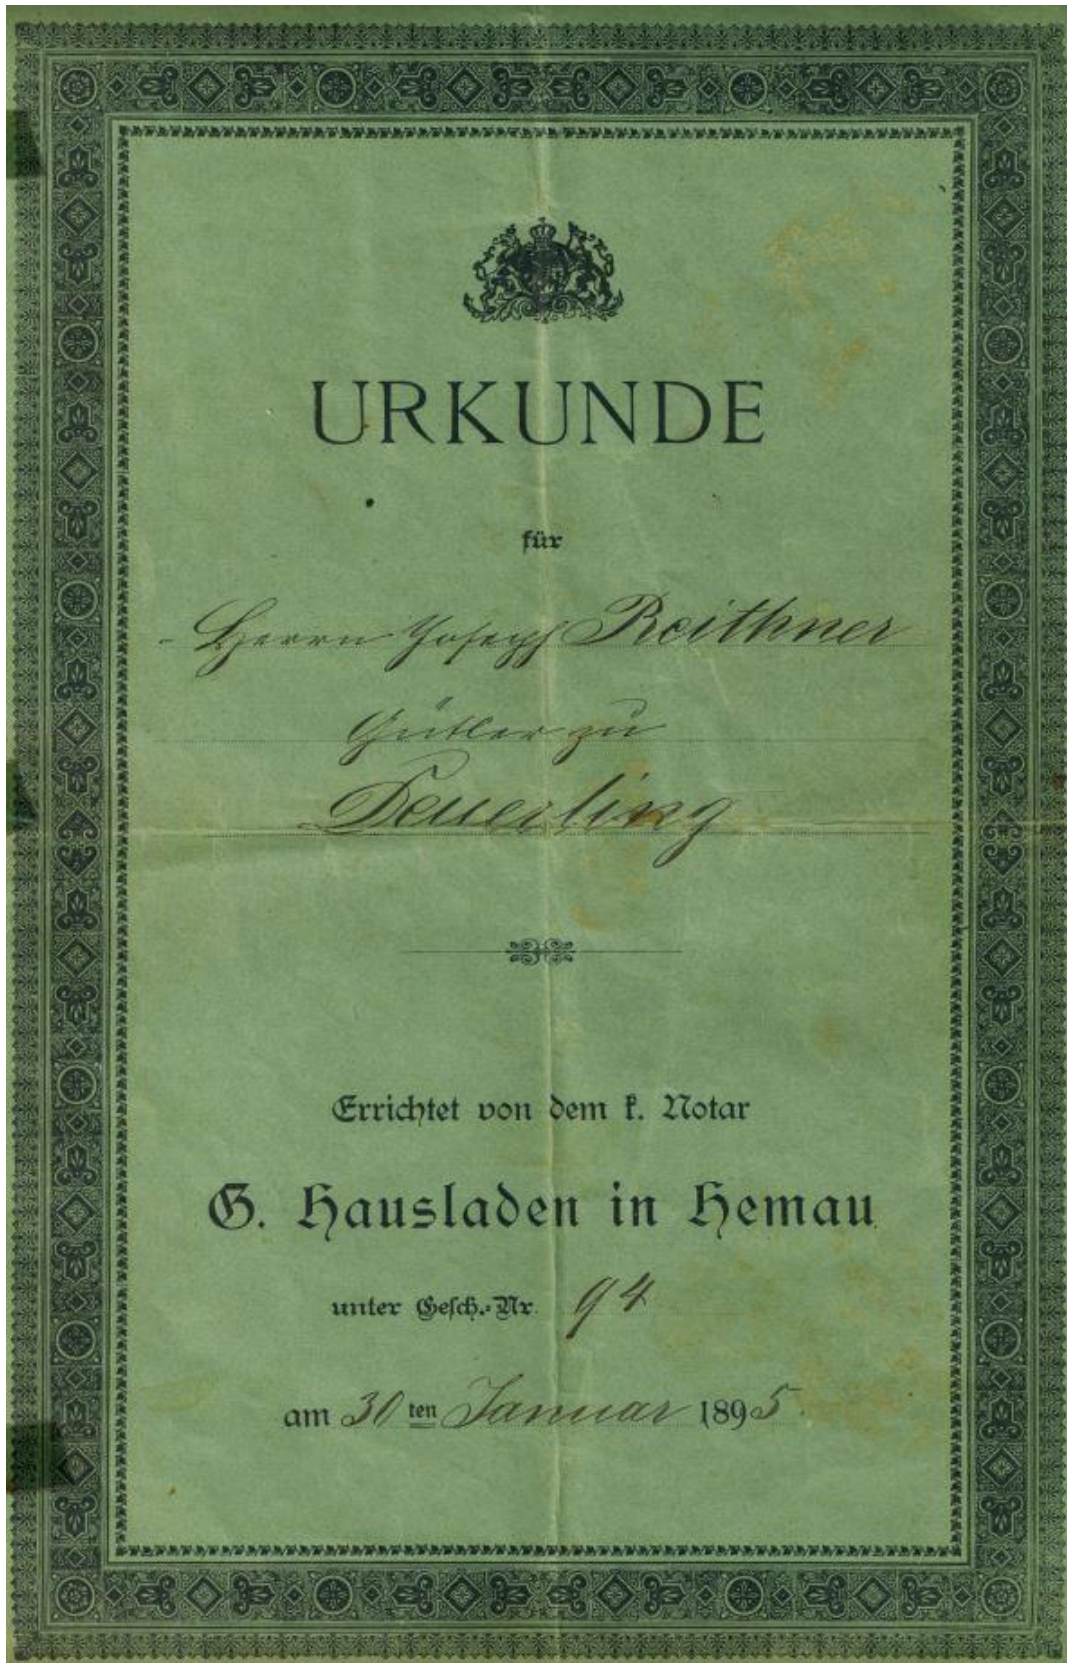 URKUNDE
für
Herrn Joseph Reithner
Gütler zu
Deuerling
Errichtet von dem k. Notar
G. Hausladen in Hemau
unter Gesch.-Nr. 94
am 30ten Januar 1895.